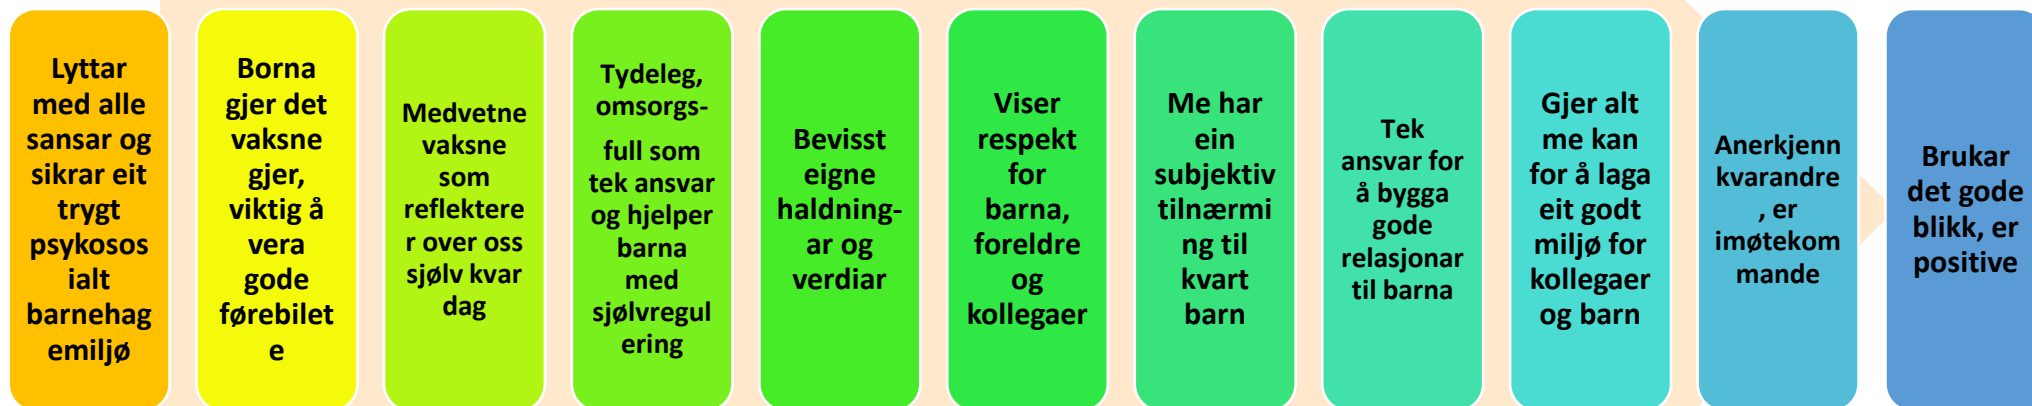 Lyttar
med alle
sansar og
sikrar eit
trygt
psykosos
ialt
barnehag
emiljø
Borna
gjer det
vaksne
gjer,
viktig å
vera
gode
førebilet
e
Medvetne
vaksne
som
reflektere
r over oss
sjølv kvar
dag
Tydeleg,
omsorgs-
full som
tek ansvar
og hjelper
barna
med
sjølvregul
ering
Bevisst
eigne
haldning-
ar og
verdiar
Viser
respekt
for
barna,
foreldre
og
kollegaer
Me har
ein
subjektiv
tilnærmi
ng til
kvart
barn
Tek
ansvar for
å bygga
gode
relasjonar
til barna
Gjer alt
me kan
for å laga
eit godt
miljø for
kollegaer
og barn
Anerkjenn
kvarandre
, er
imøtekom
mande
Brukar
det gode
blikk, er
positive